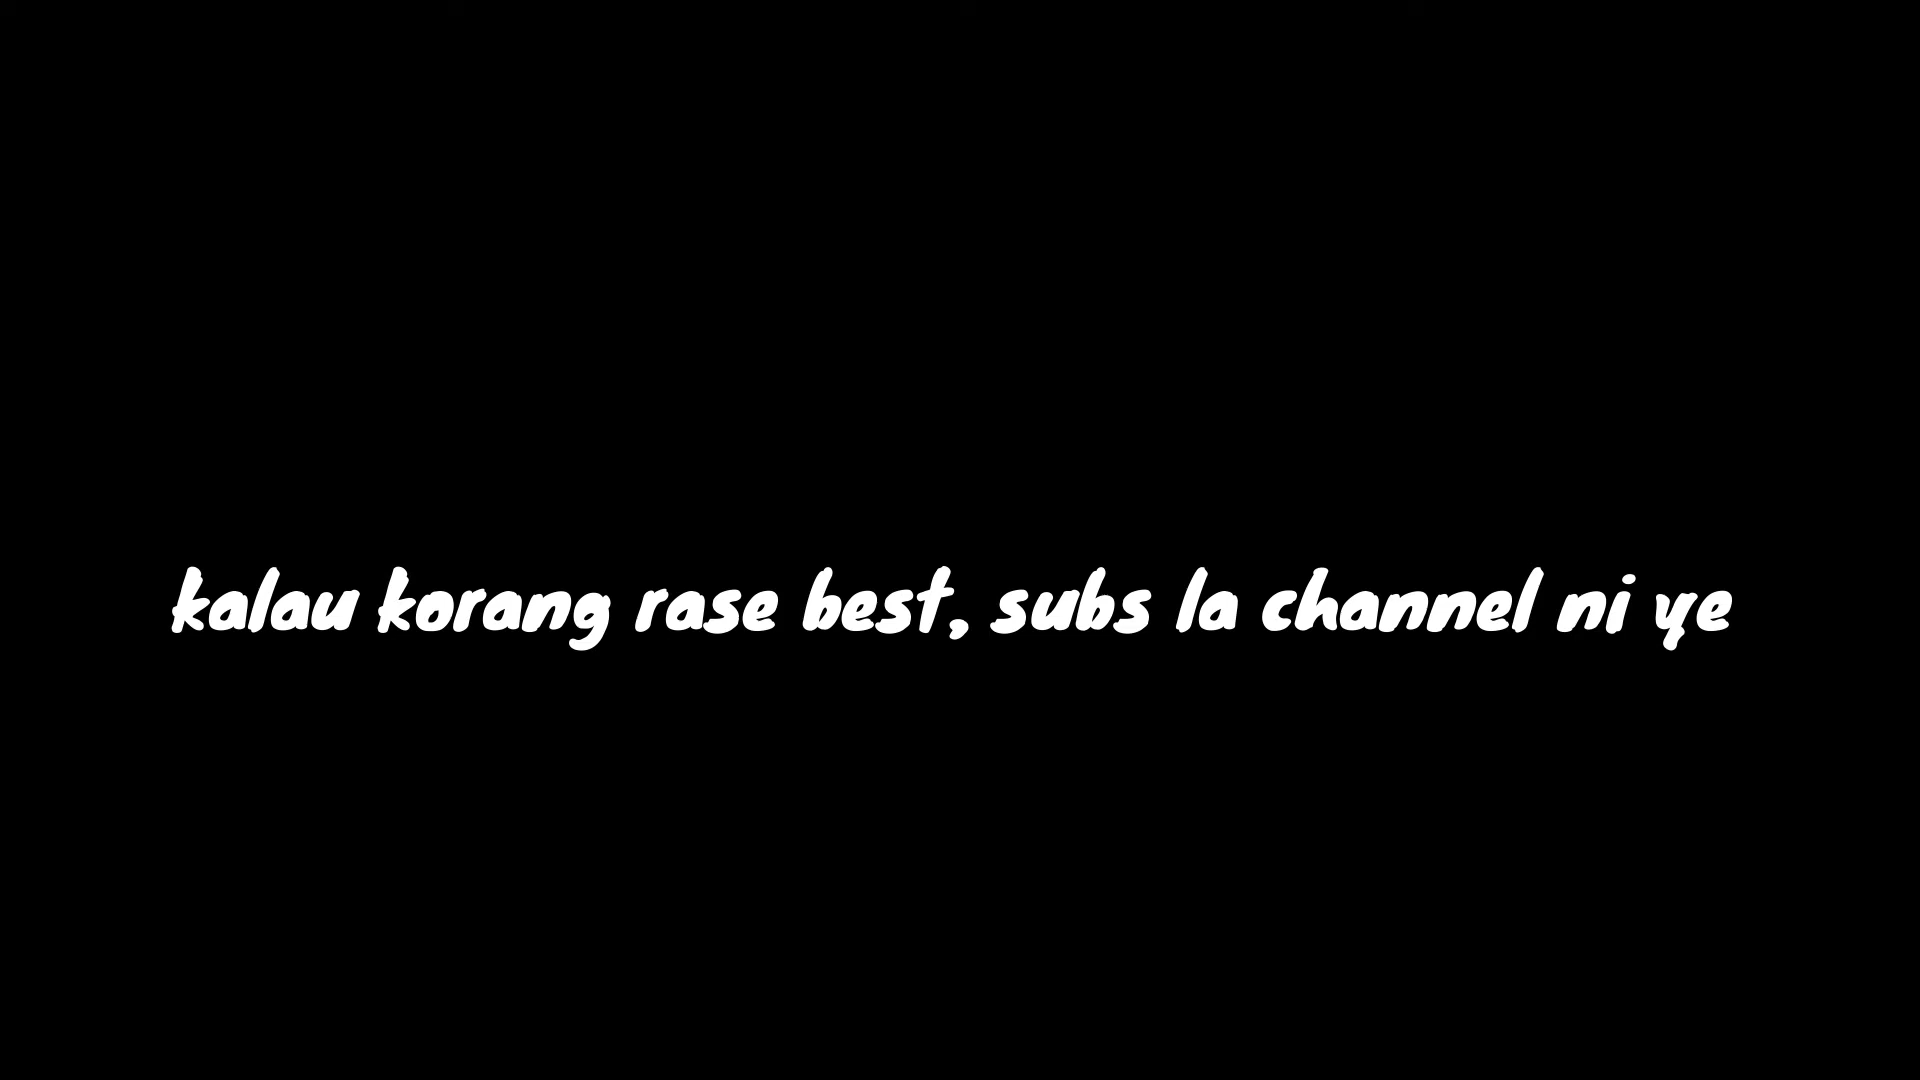 kalau korang rase best, subs la channel ni ye